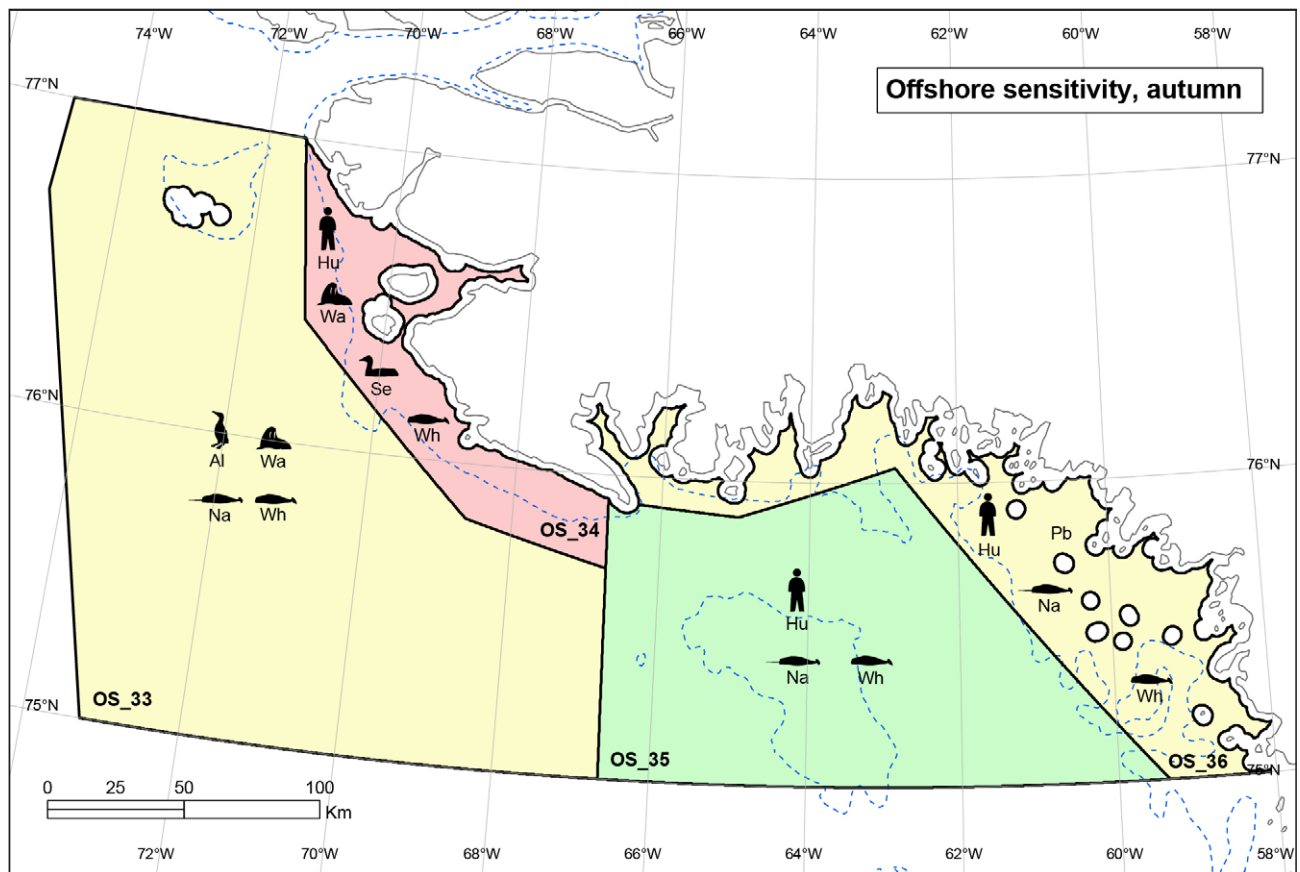 74°W 72°W 70°W 68°W 66°W 64°W 62°W 60°W 58°W
77°N
Offshore sensitivity, autumn
77°N
Hu
Wa
Se
Wh
76°N
Al Wa
Na Wh
76°N
OS_34
Hu
Pb
Na
Hu
Na Wh
Wh
75°N
OS_33
OS_35
OS_36
75°N
0 25 50 100
Km
72°W 70°W 68°W 66°W 64°W 62°W 60°W 58°W